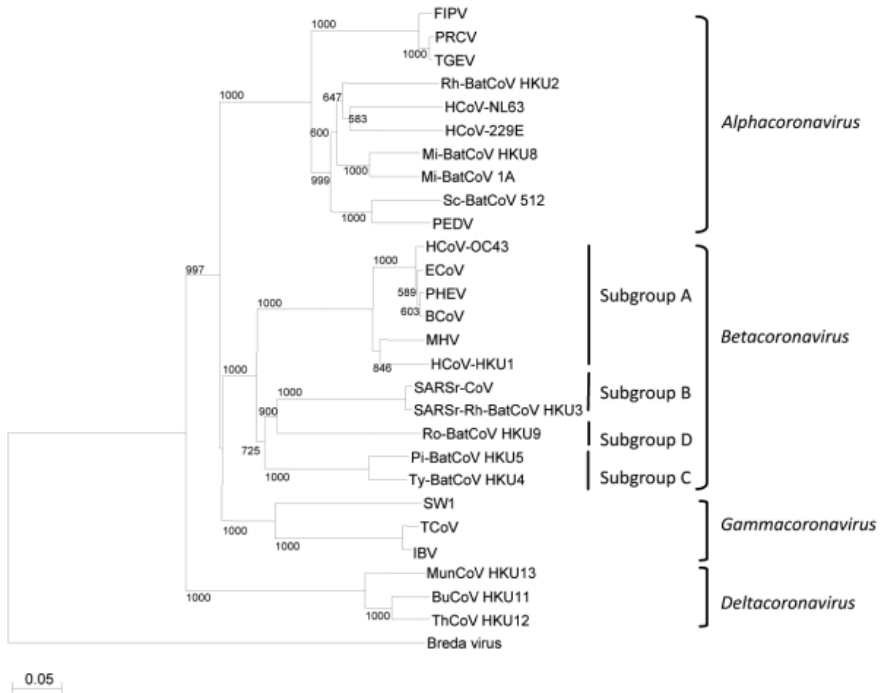 FIPV
1000
PRCV
1000
TGEV
Rh-BatCoV HKU2
1000
647
HCoV-NL63
583
Alphacoronavirus
600
HCoV-229E
Mi-BatCoV HKU8
1000
999
Mi-BatCoV 1A
Sc-BatCoV 512
1000
PEDV
HCoV-OC43
1000
997
ECoV
589
PHEV
Subgroup A
1000
603
BCoV
Betacoronavirus
MHV
846
HCoV-HKU1
1000
SARSr-CoV
1000
Subgroup B
SARSr-Rh-BatCoV HKU3
900
Ro-BatCoV HKU9
Subgroup D
725
Pi-BatCoV HKU5
1000
Ty-BatCoV HKU4
Subgroup C
SW1
1000
TCoV
Gammacoronavirus
1000
IBV
MunCoV HKU13
1000
BuCoV HKU11
Deltacoronavirus
1000
ThCoV HKU12
Breda virus
0.05